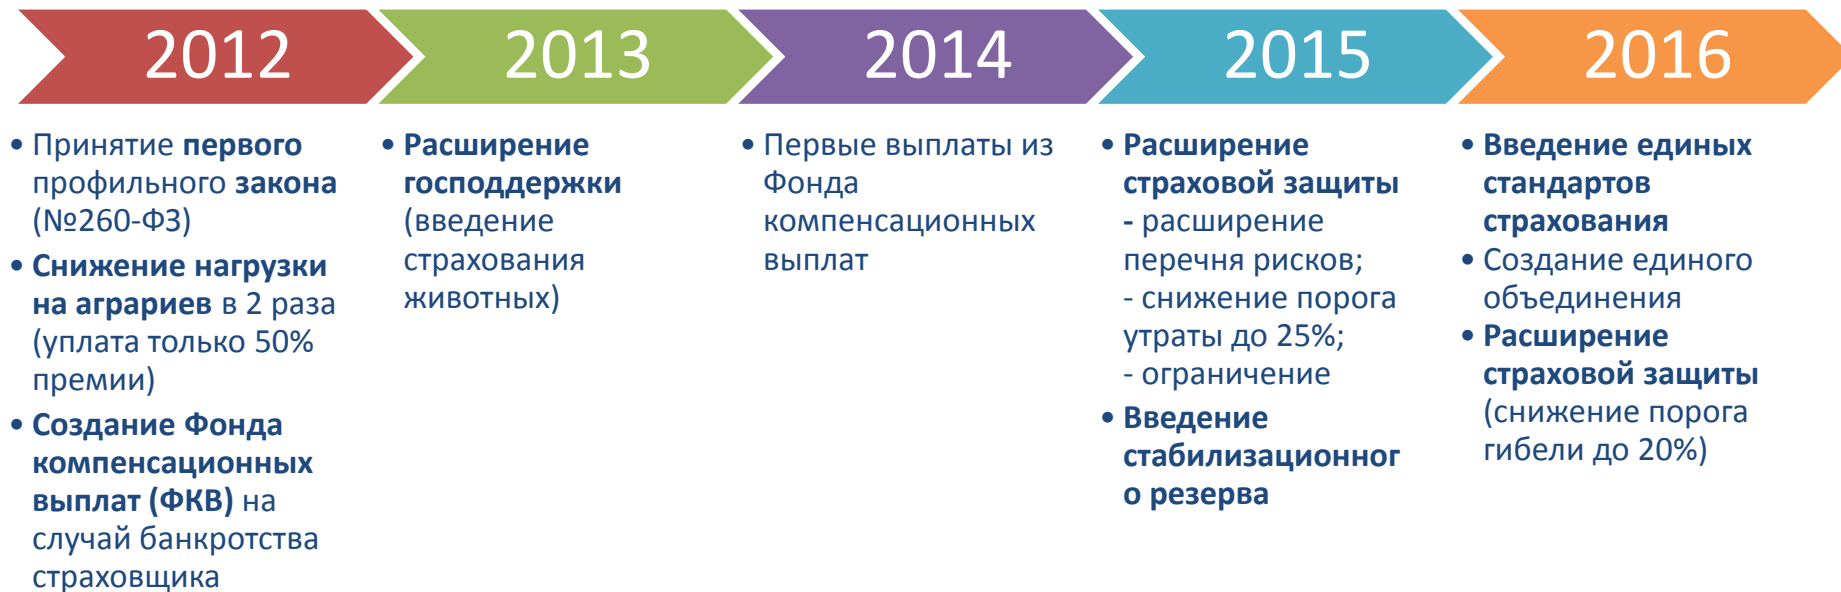 2012
2013
2014
2015
2016
• Принятие первого
профильного закона
(№260-ФЗ)
• Снижение нагрузки
на аграриев в 2 раза
(уплата только 50%
премии)
• Создание Фонда
компенсационных
выплат (ФКВ) на
случай банкротства
страховщика
• Расширение
господдержки
(введение
страхования
животных)
• Первые выплаты из
Фонда
компенсационных
выплат
• Расширение
страховой защиты
- расширение
перечня рисков;
- снижение порога
утраты до 25%;
- ограничение
• Введение
стабилизационног
о резерва
• Введение единых
стандартов
страхования
• Создание единого
объединения
• Расширение
страховой защиты
(снижение порога
гибели до 20%)